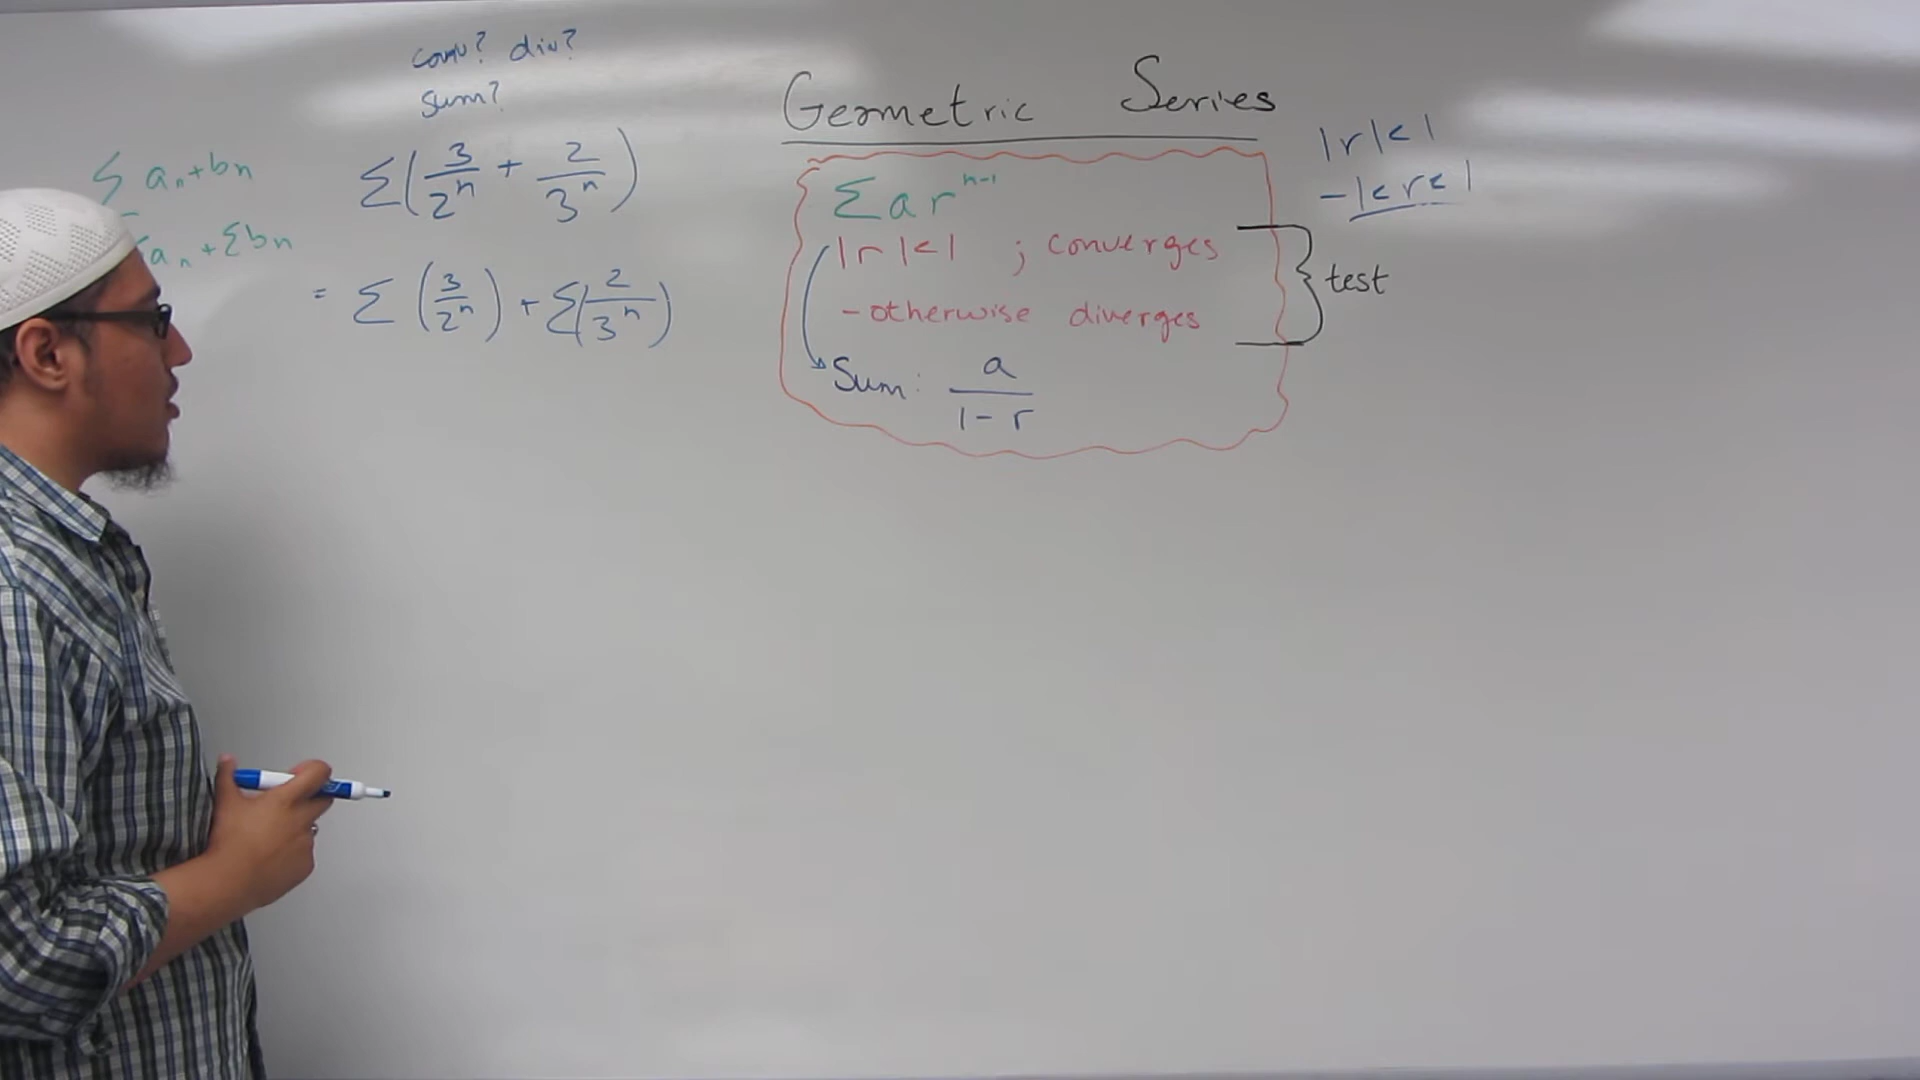 conv? div?
sum?
Σ aₙ+bₙ
Σaₙ + Σbₙ
Σ(3/2ⁿ + 2/3ⁿ)
= Σ (3/2ⁿ) + Σ(2/3ⁿ)
Geometric Series
Σ a rⁿ⁻¹
|r|<1 ; converges
- otherwise diverges
Sum: a/(1-r)
test
|r|<1
-1<r<1